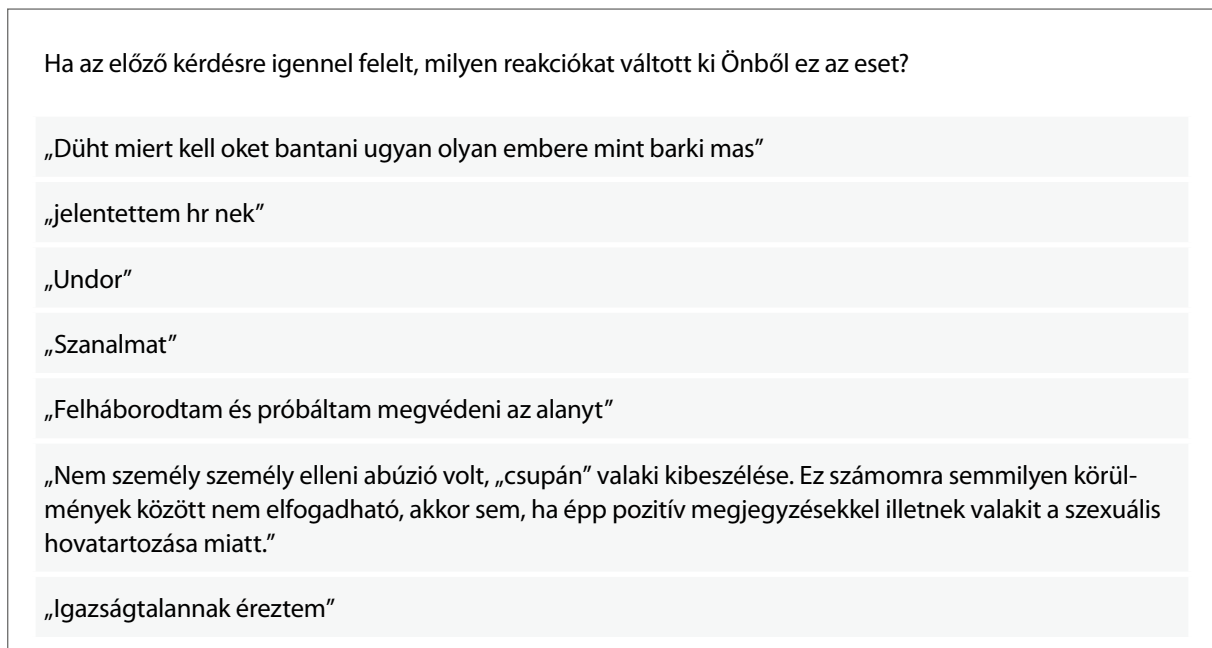 Ha az előző kérdésre igennel felelt, milyen reakciókat váltott ki Önből ez az eset?
„Düht miert kell oket bantani ugyan olyan embere mint barki mas”
„jelentettem hr nek”
„Undor”
„Szanalmat”
„Felháborodtam és próbáltam megvédeni az alanyt”
„Nem személy személy elleni abúzió volt, „csupán” valaki kibeszélése. Ez számomra semmilyen körül-
mények között nem elfogadható, akkor sem, ha épp pozitív megjegyzésekkel illetnek valakit a szexuális
hovatartozása miatt.”
„Igazságtalannak éreztem”